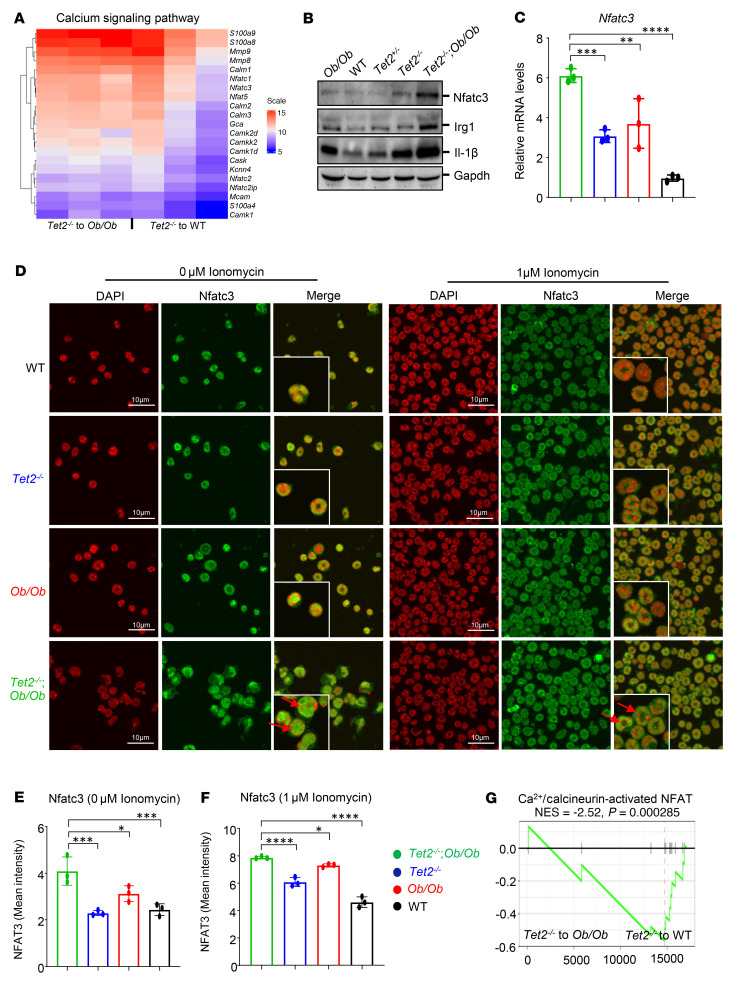 A
Calcium signaling pathway
S100a9
S100a8
Mmp9
Mmp8
Calm1
Nfatc1
Nfatc3
Nfat5
Calm2
Calm3
Gca
Camk2d
Camkk2
Camk1d
Cask
Kcnn4
Nfatc2
Nfatc2ip
Mcam
S100a4
Camk1
Scale
15
10
5
Tet2-/- to Ob/Ob
Tet2-/- to WT
B
Ob/Ob
WT
Tet2+/-
Tet2-/-
Tet2-/-;Ob/Ob
Nfatc3
Irg1
Il-1β
Gapdh
C
Nfatc3
****
**
***
Relative mRNA levels
8
6
4
2
0
D
0 µM Ionomycin
1µM Ionomycin
DAPI
Nfatc3
Merge
DAPI
Nfatc3
Merge
WT
10µm
10µm
Tet2-/-
10µm
10µm
Ob/Ob
10µm
10µm
Tet2-/-;
Ob/Ob
10µm
10µm
E
Nfatc3 (0 µM Ionomycin)
***
*
***
NFAT3 (Mean intensity)
6
4
2
0
F
Nfatc3 (1 µM Ionomycin)
****
*
****
NFAT3 (Mean intensity)
10
8
6
4
2
0
Tet2-/-;Ob/Ob
Tet2-/-
Ob/Ob
WT
G
Ca2+/calcineurin-activated NFAT
NES = -2.52, P = 0.000285
0.0
-0.2
-0.4
-0.6
Tet2-/- to Ob/Ob
Tet2-/- to WT
0
5000
10000
15000